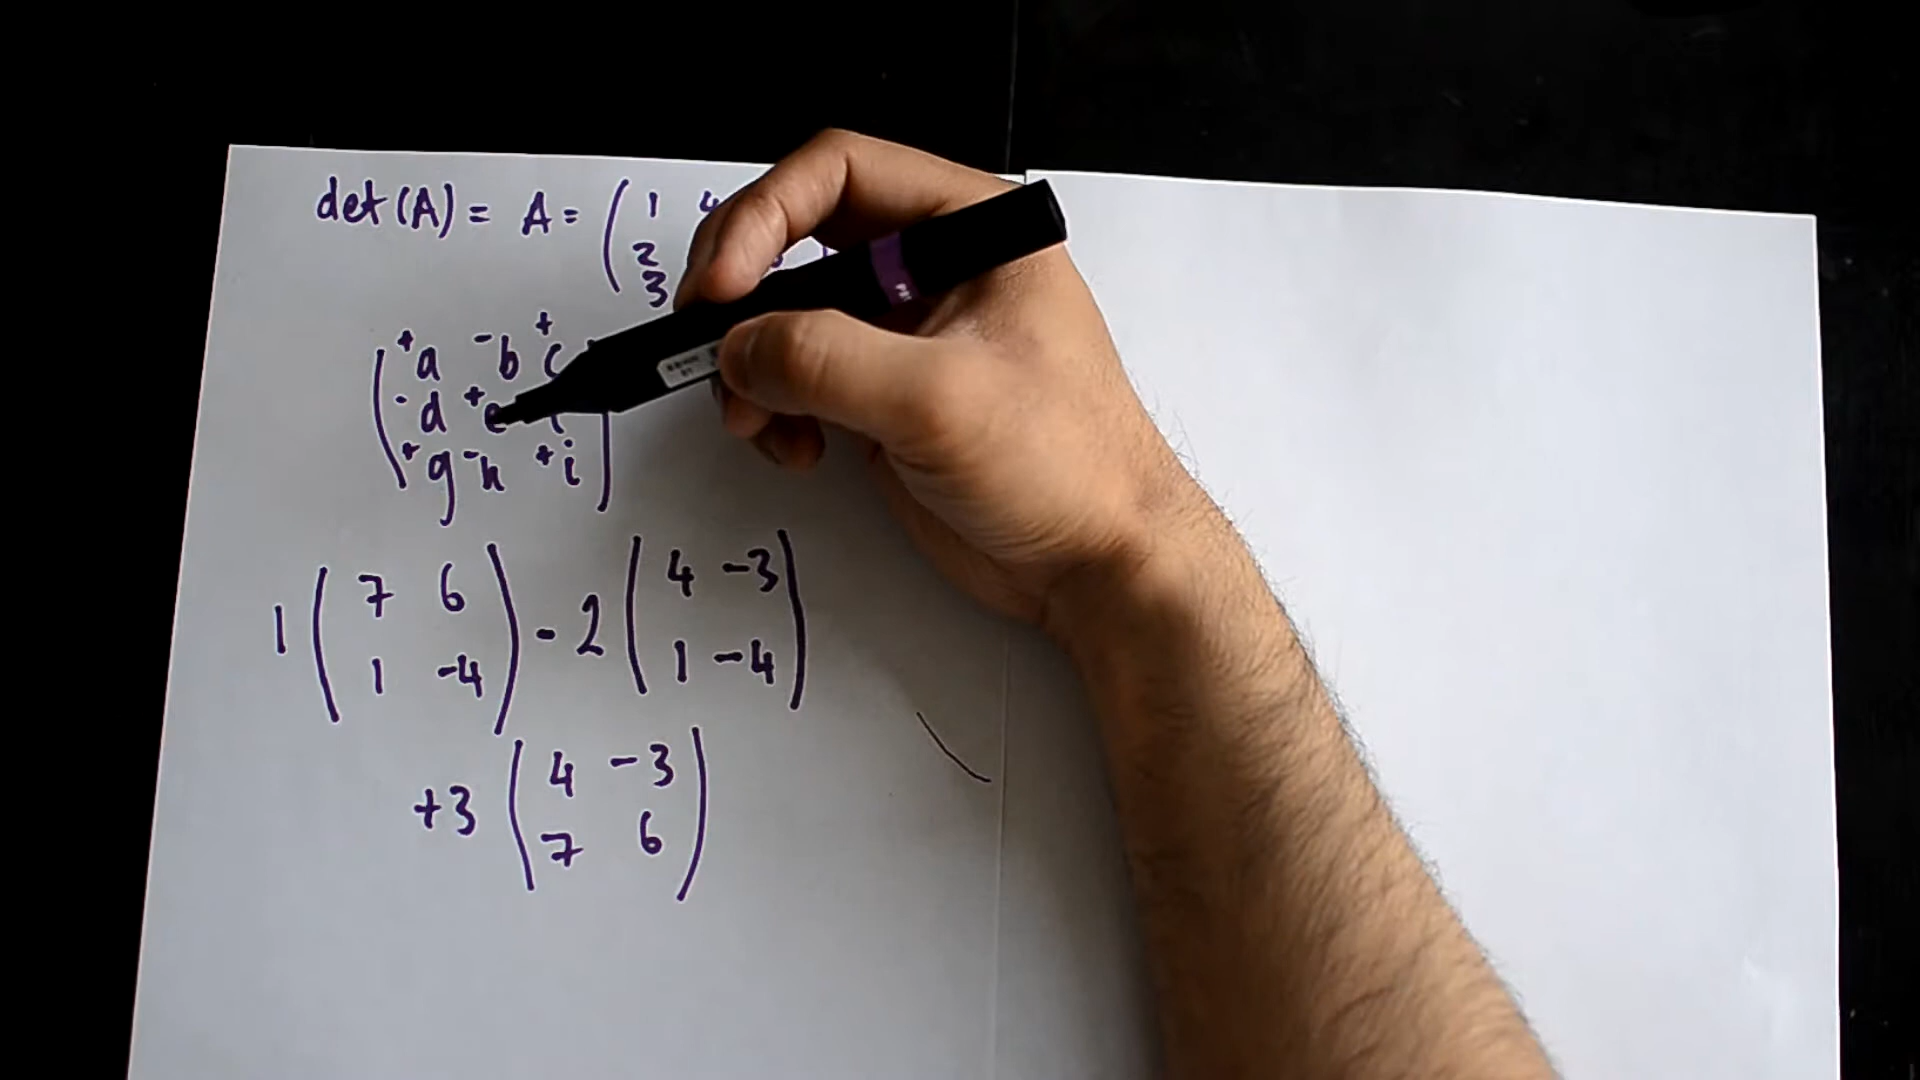 det(A) = A = ( 1 4
2
3
( +a -b +c
-d +e
+g -h +i )
1 ( 7 6 ) - 2 ( 4 -3 )
1 -4 1 -4
+3 ( 4 -3 )
7 6